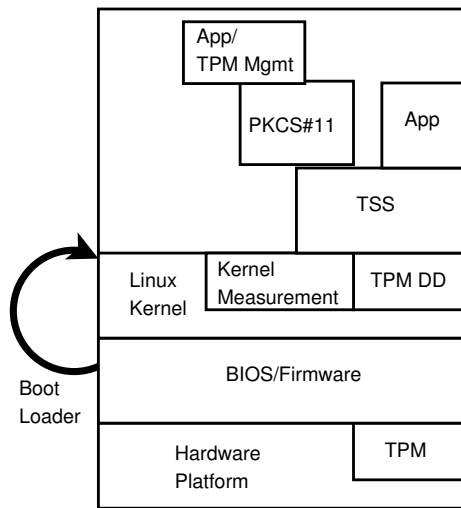 App/
TPM Mgmt
PKCS#11
App
TSS
Linux
Kernel
Kernel
Measurement
TPM DD
BIOS/Firmware
Boot
Loader
Hardware
Platform
TPM